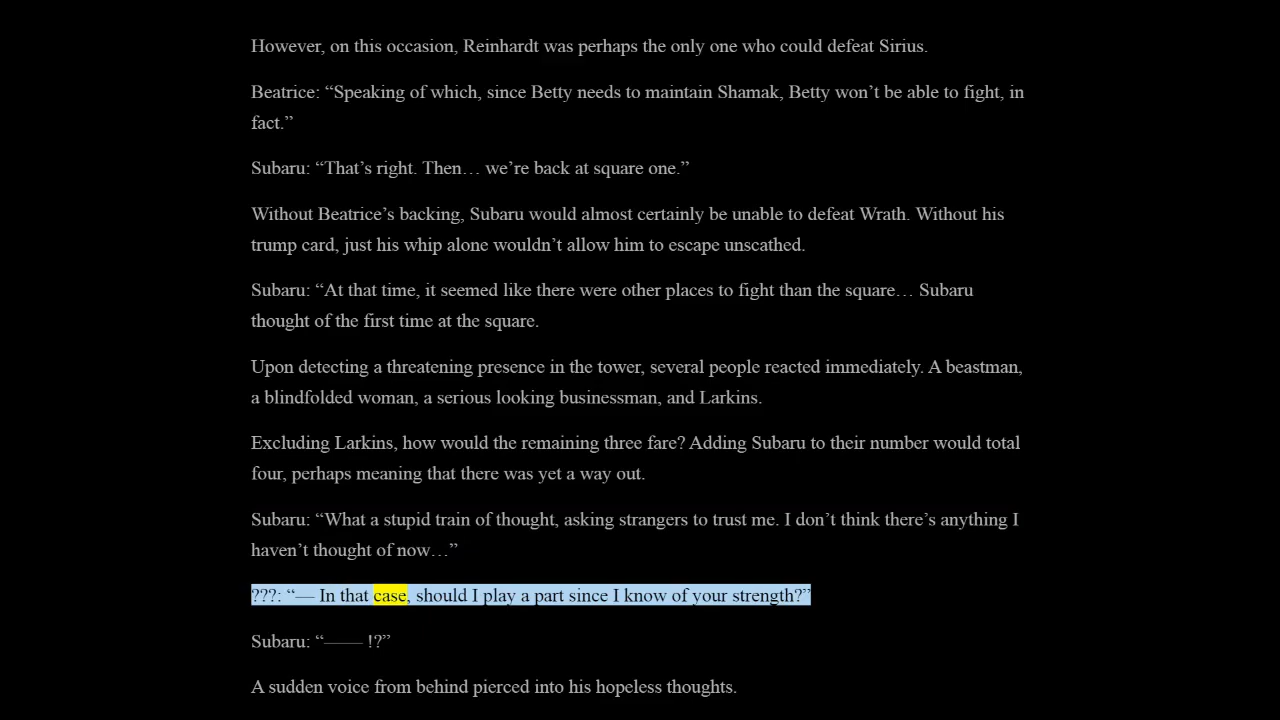 However, on this occasion, Reinhardt was perhaps the only one who could defeat Sirius.
Beatrice: “Speaking of which, since Betty needs to maintain Shamak, Betty won’t be able to fight, in
fact.”
Subaru: “That’s right. Then… we’re back at square one.”
Without Beatrice’s backing, Subaru would almost certainly be unable to defeat Wrath. Without his
trump card, just his whip alone wouldn’t allow him to escape unscathed.
Subaru: “At that time, it seemed like there were other places to fight than the square… Subaru
thought of the first time at the square.
Upon detecting a threatening presence in the tower, several people reacted immediately. A beastman,
a blindfolded woman, a serious looking businessman, and Larkins.
Excluding Larkins, how would the remaining three fare? Adding Subaru to their number would total
four, perhaps meaning that there was yet a way out.
Subaru: “What a stupid train of thought, asking strangers to trust me. I don’t think there’s anything I
haven’t thought of now…”
???: “— In that case, should I play a part since I know of your strength?”
Subaru: “—— !?”
A sudden voice from behind pierced into his hopeless thoughts.